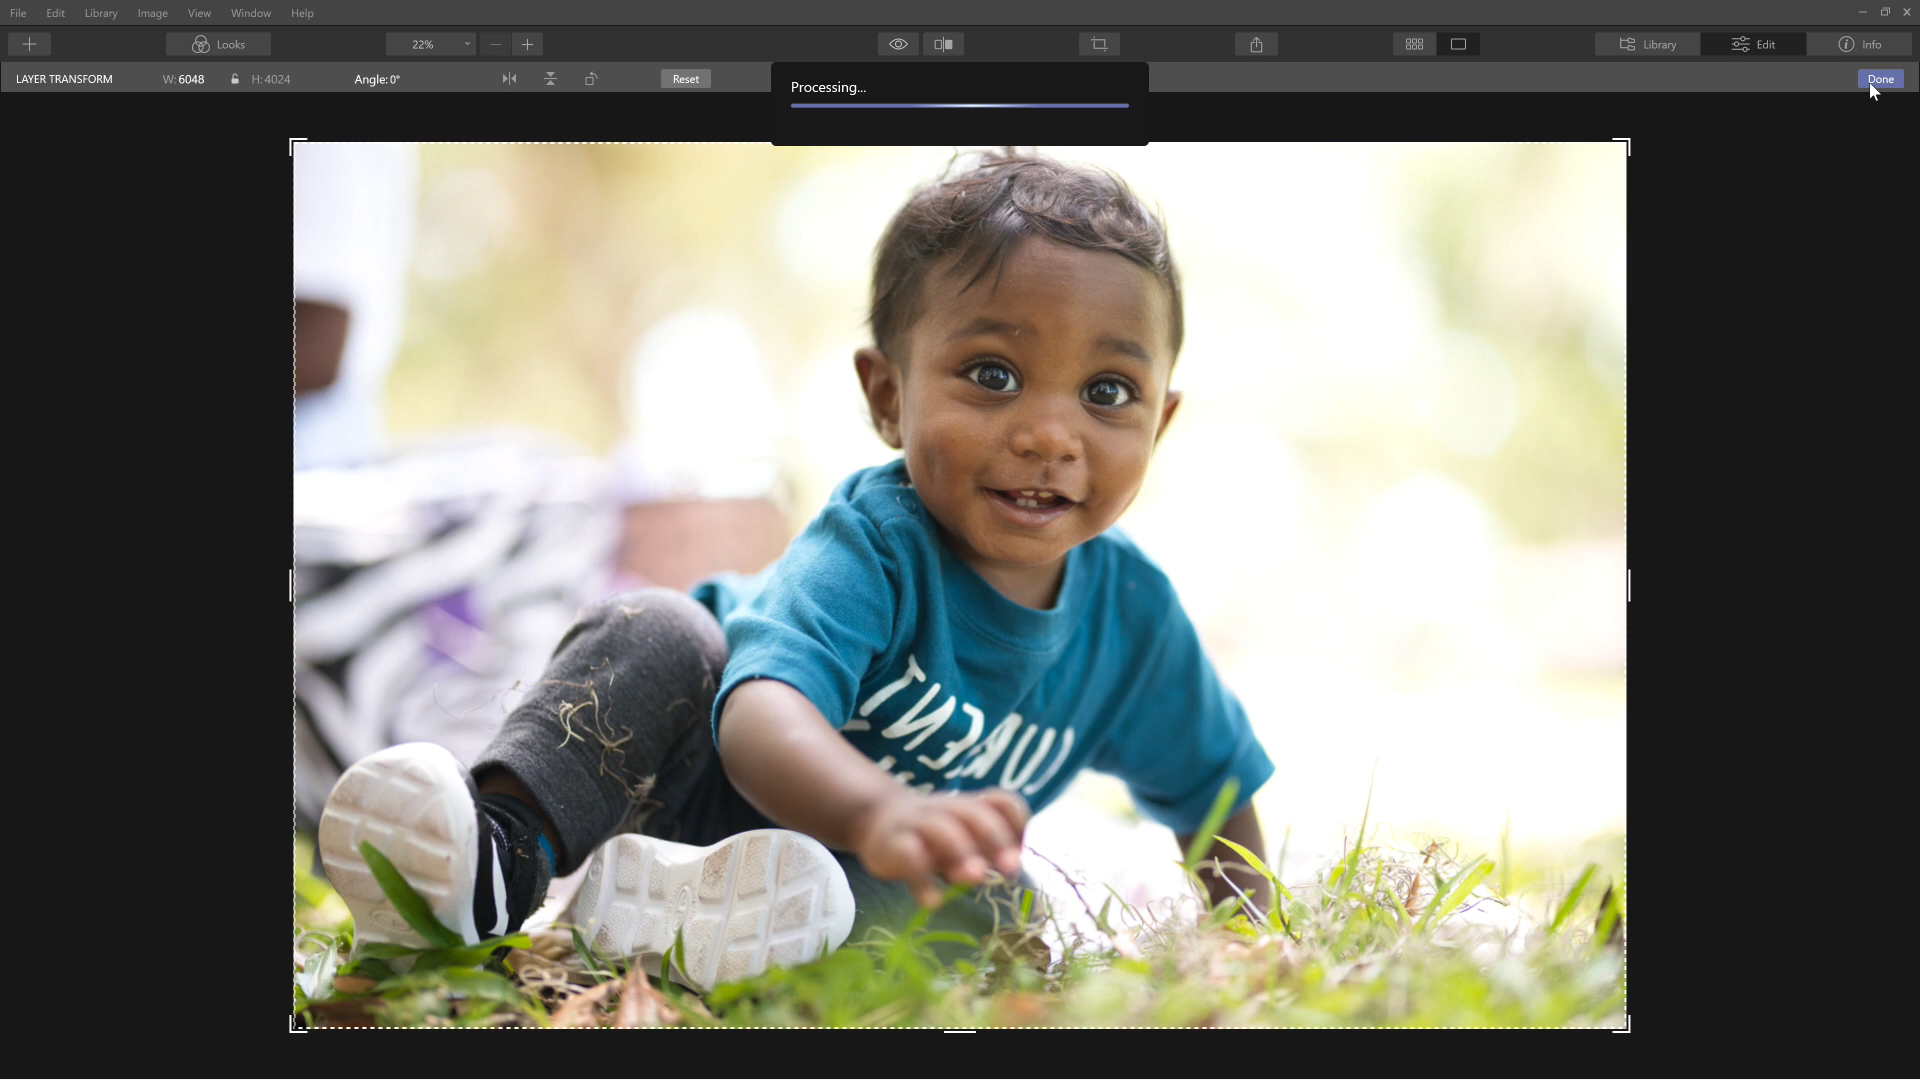 File Edit Library Image View Window Help
Looks 22% Library Edit Info
LAYER TRANSFORM W: 6048 H: 4024 Angle: 0° Reset Done
Processing...
CURRENT